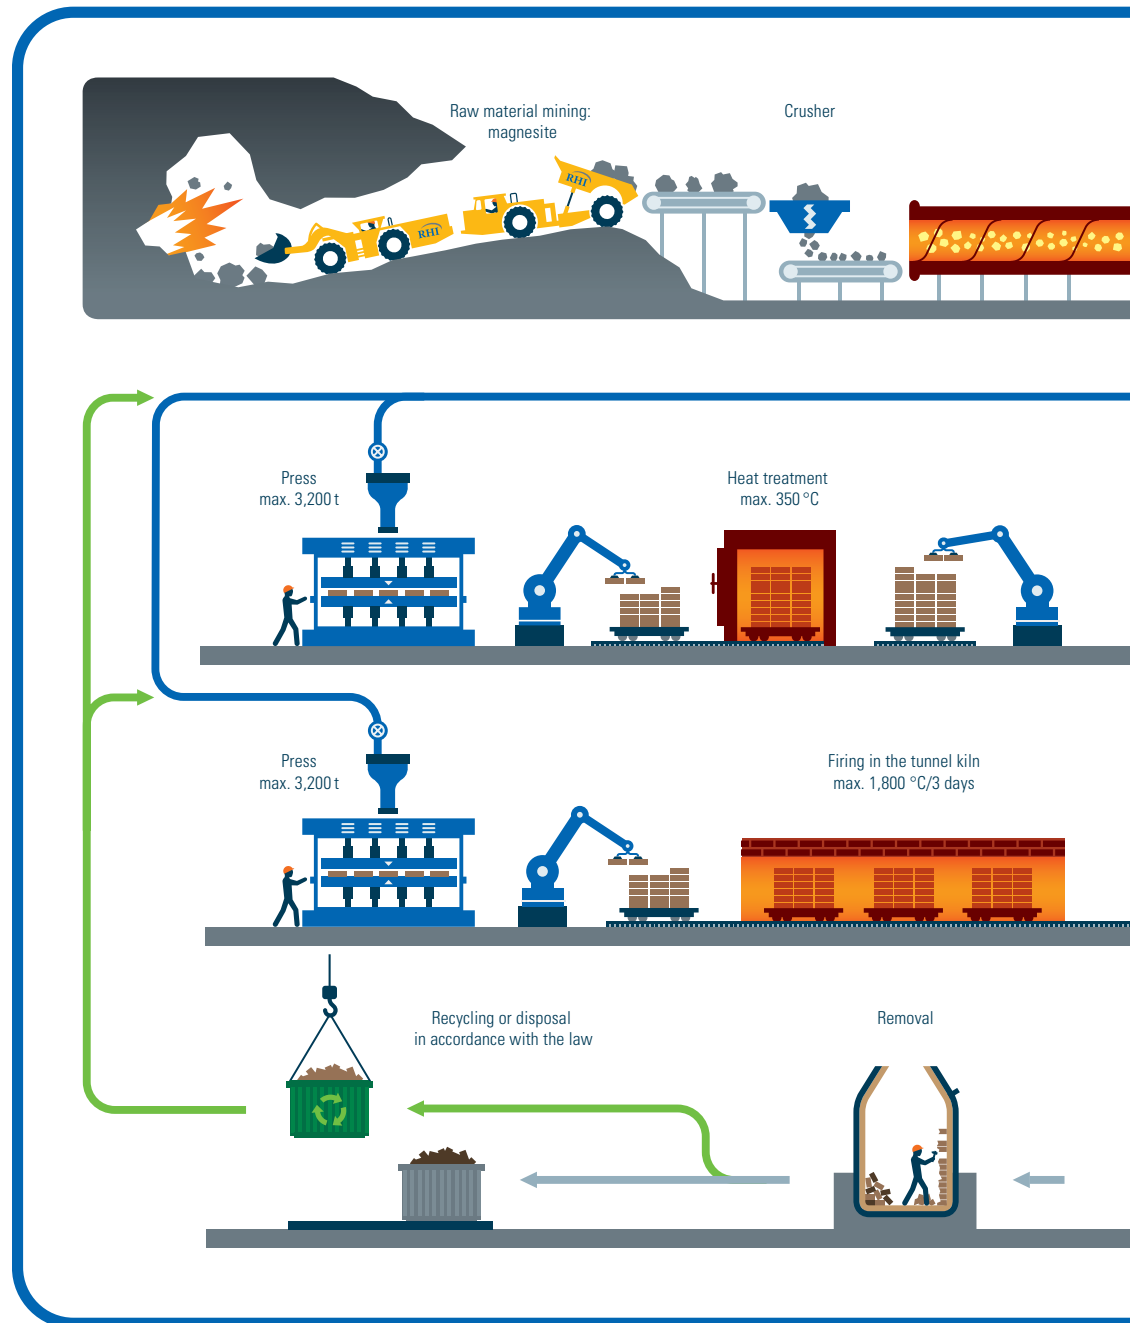 Raw material mining:
magnesite
Crusher
RHI
RHI
Press
max. 3,200 t
Heat treatment
max. 350 °C
Press
max. 3,200 t
Firing in the tunnel kiln
max. 1,800 °C/3 days
Recycling or disposal
in accordance with the law
Removal